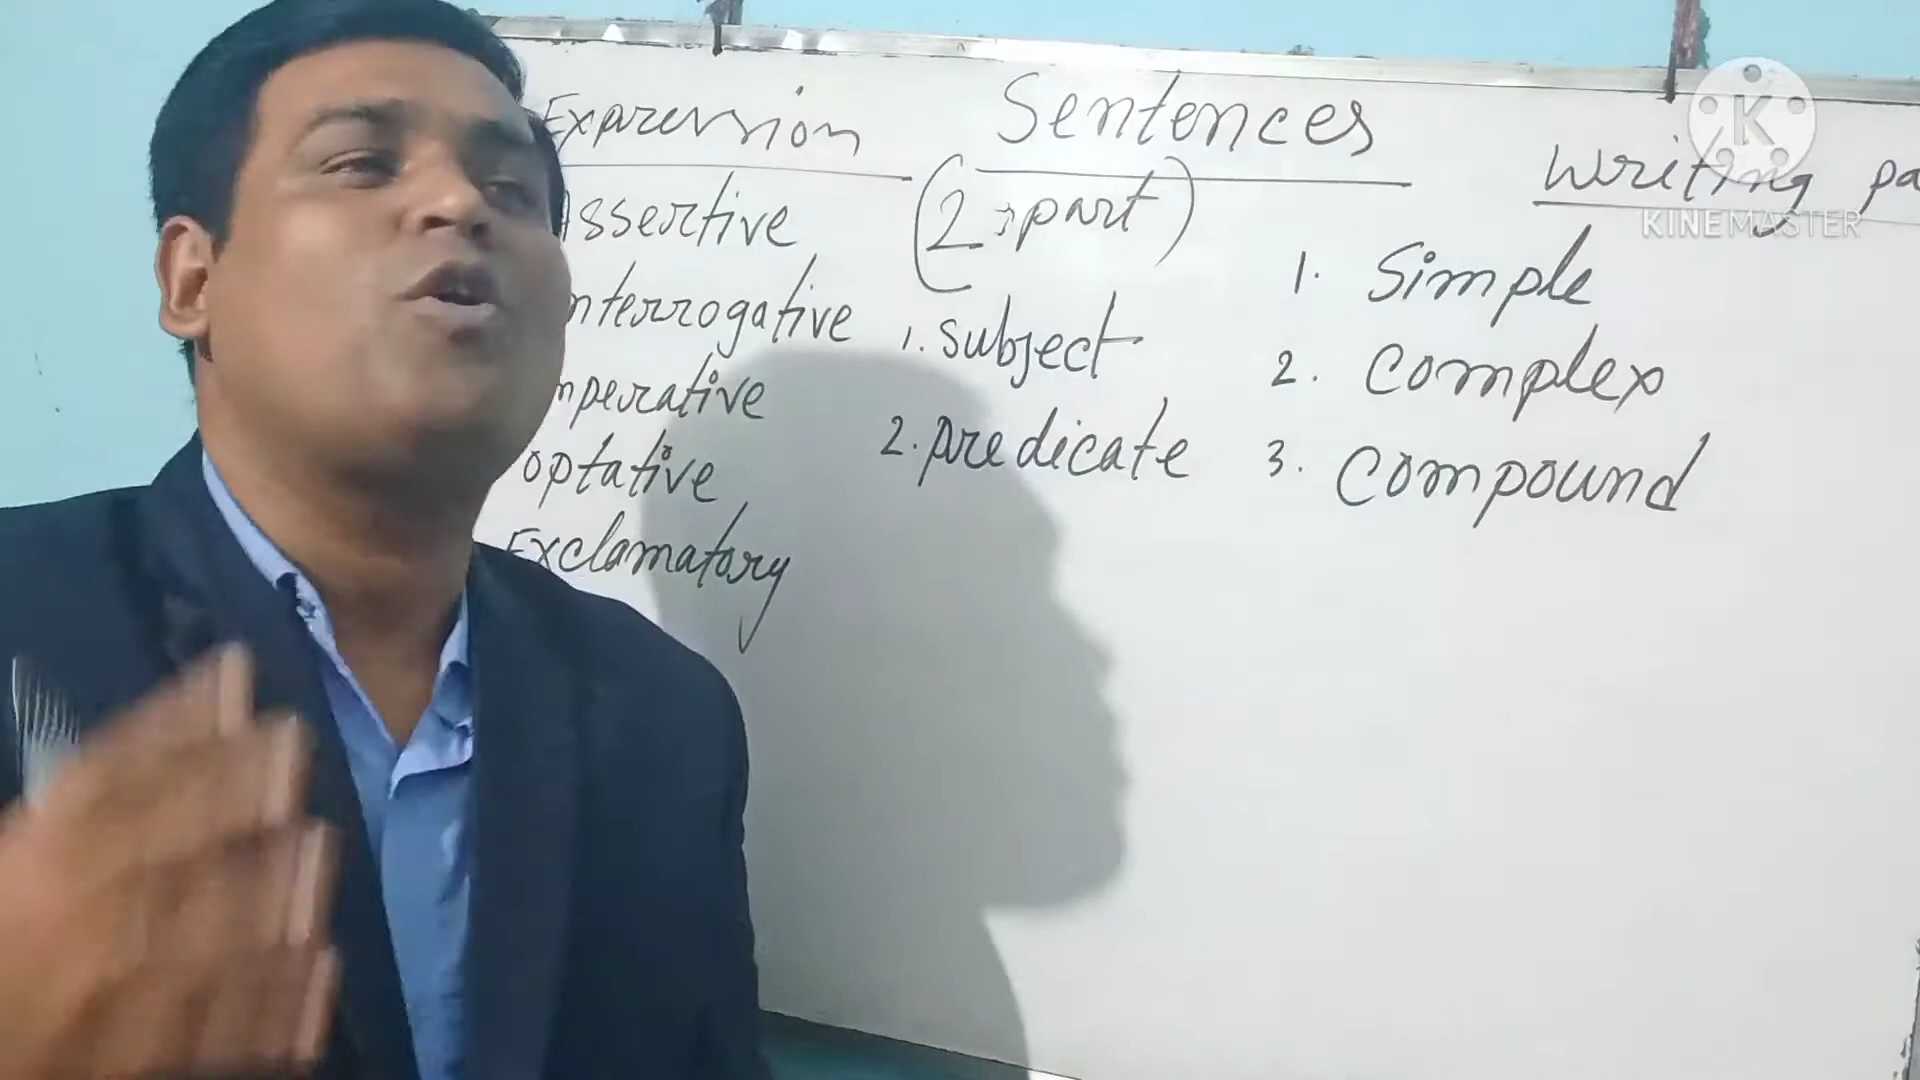 Expression
Assertive
nterrogative
mperative
optative
Exclamatory
Sentences
(2 part)
1. subject
2. predicate
Writing pa
1. Simple
2. Complex
3. Compound
K
KINEMASTER